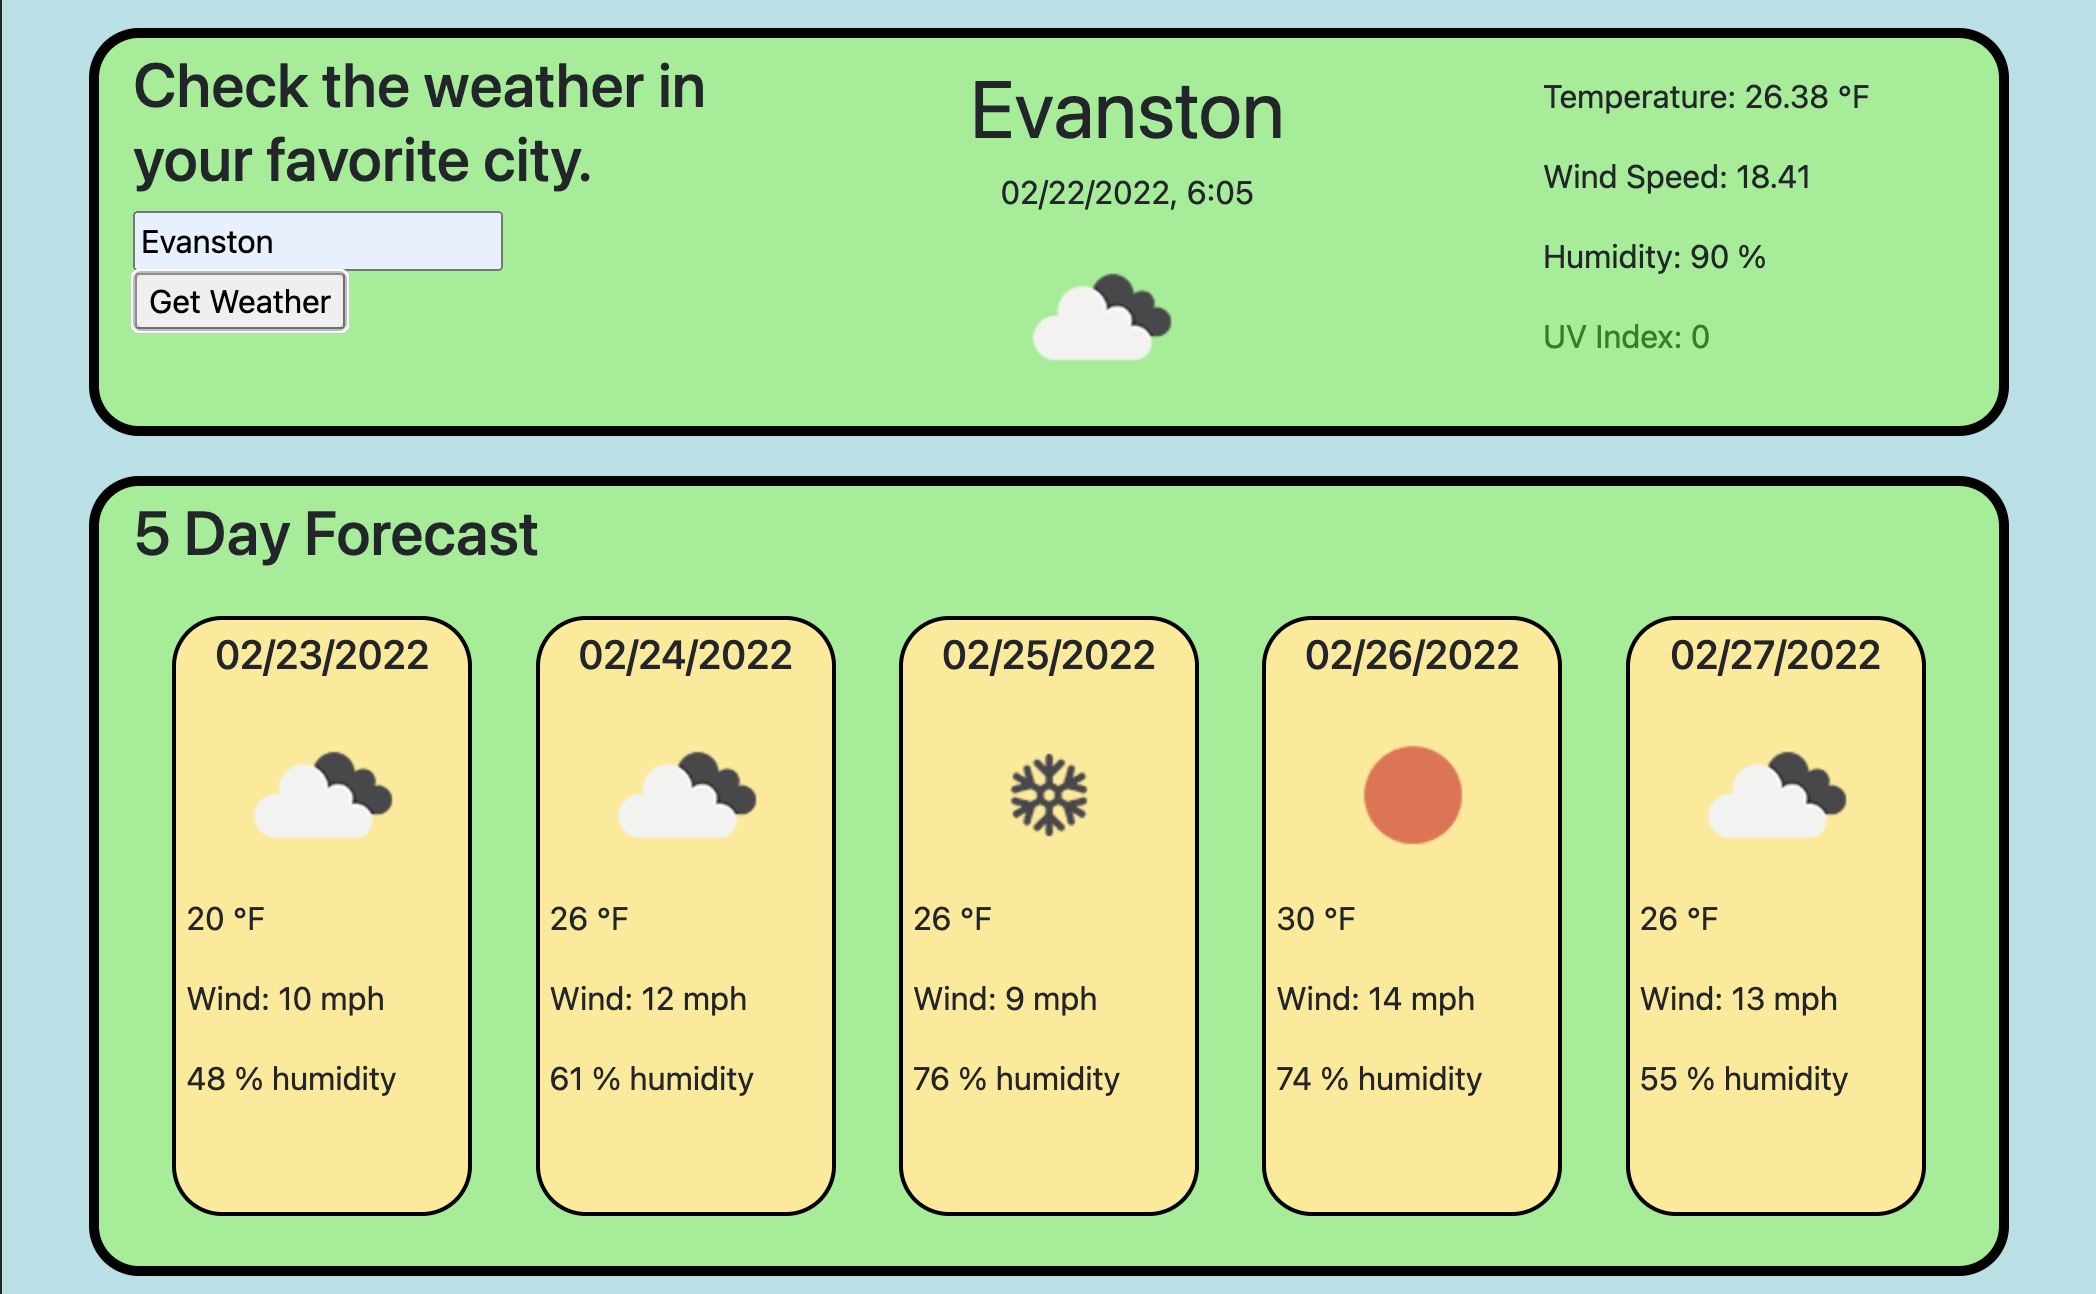 Check the weather in
your favorite city.
Evanston
Get Weather
Evanston
02/22/2022, 6:05
Temperature: 26.38 °F
Wind Speed: 18.41
Humidity: 90 %
UV Index: 0
5 Day Forecast
02/23/2022
20 °F
Wind: 10 mph
48 % humidity
02/24/2022
26 °F
Wind: 12 mph
61 % humidity
02/25/2022
26 °F
Wind: 9 mph
76 % humidity
02/26/2022
30 °F
Wind: 14 mph
74 % humidity
02/27/2022
26 °F
Wind: 13 mph
55 % humidity